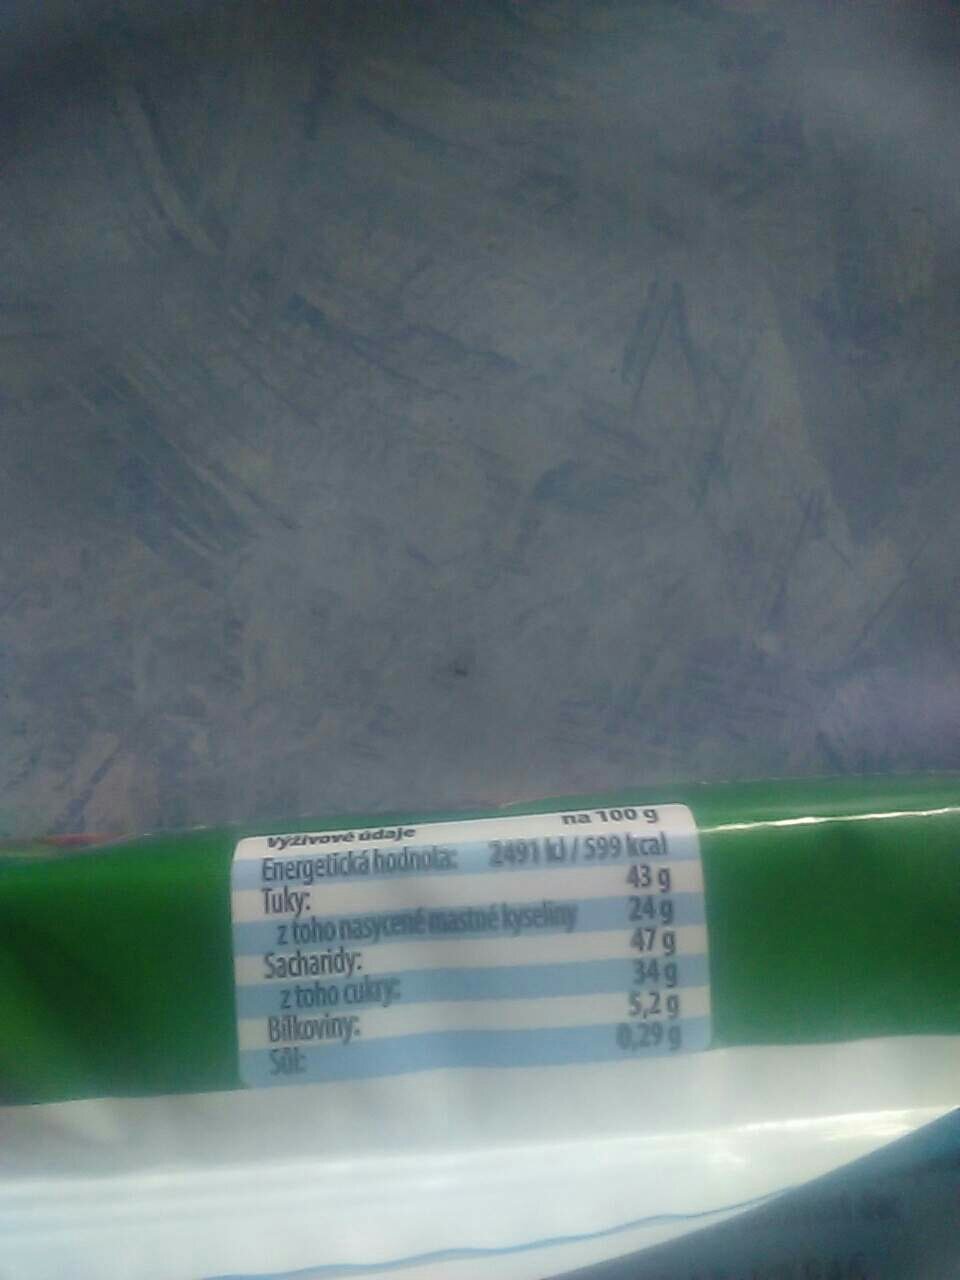 Výživové údaje na 100 g
Energetická hodnota: 2491 kJ / 599 kcal
Tuky: 43 g
z toho nasycené mastné kyseliny 24 g
Sacharidy: 47 g
z toho cukry: 34 g
Bílkoviny: 5,2 g
Sůl: 0,29 g